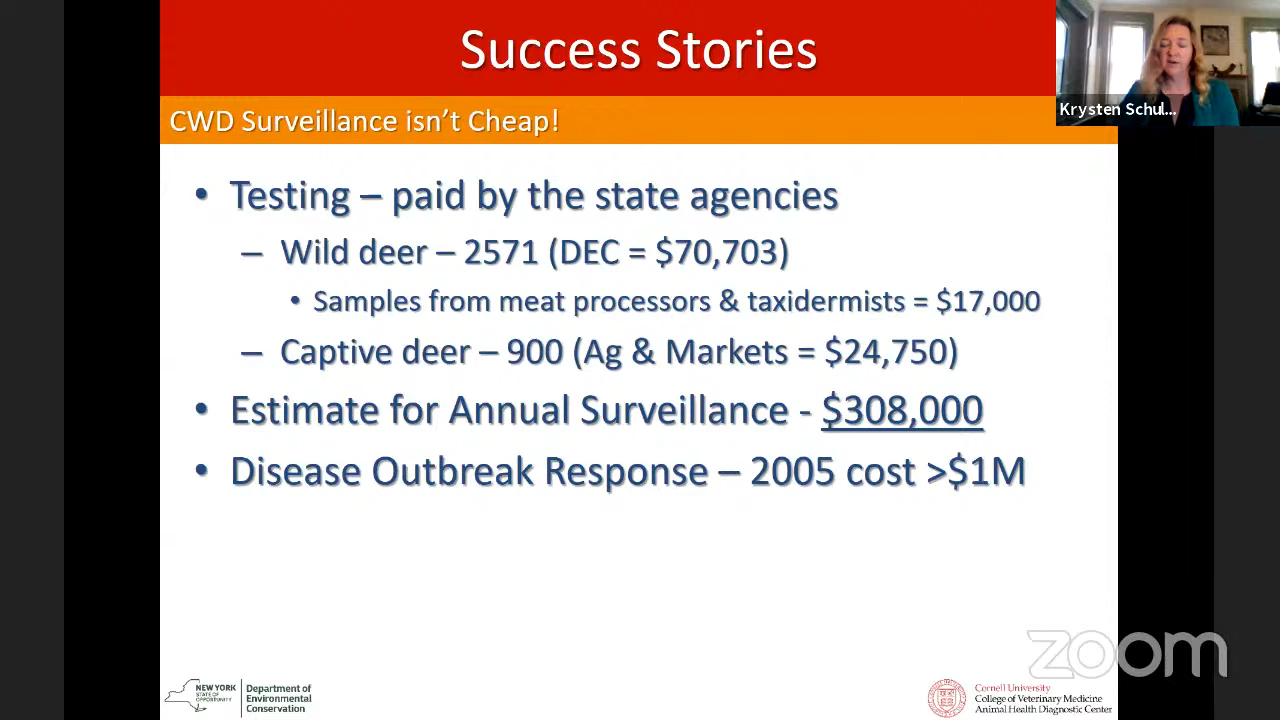 Success Stories
CWD Surveillance isn't Cheap!
Krysten Schul...
• Testing – paid by the state agencies
– Wild deer – 2571 (DEC = $70,703)
• Samples from meat processors & taxidermists = $17,000
– Captive deer – 900 (Ag & Markets = $24,750)
• Estimate for Annual Surveillance - $308,000
• Disease Outbreak Response – 2005 cost >$1M
zoom
NEW YORK
STATE OF
OPPORTUNITY
Department of
Environmental
Conservation
Cornell University
College of Veterinary Medicine
Animal Health Diagnostic Center